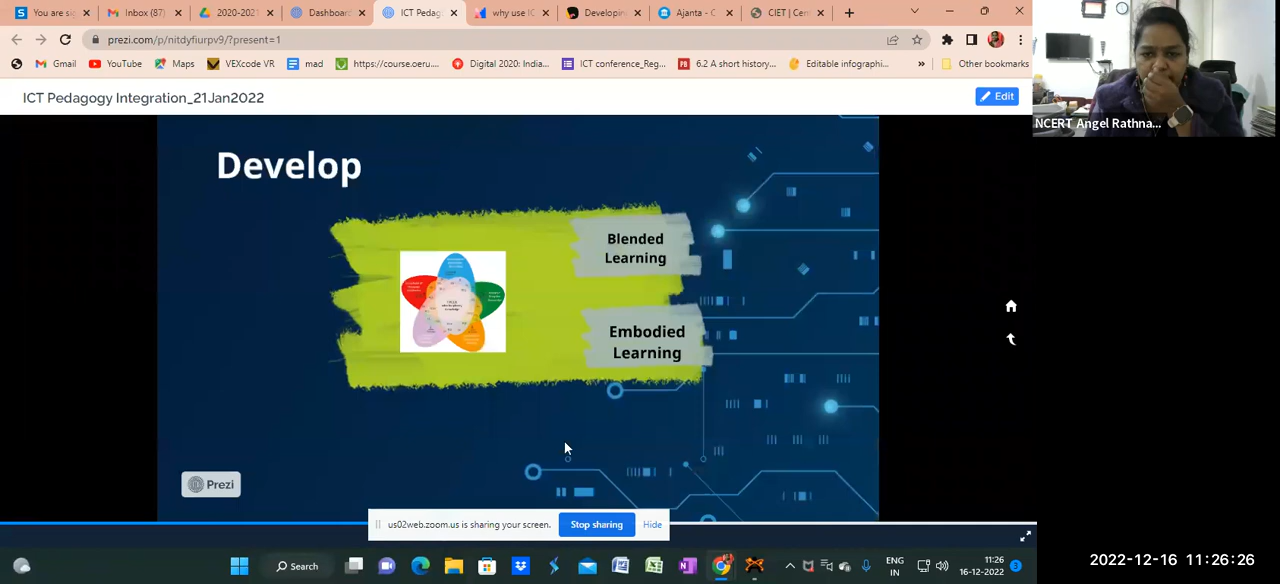 You are sig
Inbox (87)
2020-2021
Dashboard
ICT Pedag
why use IC
Developin
Ajanta - C
CIET | Cen
prezi.com/p/nitdyfiurpv9/?present=1
Gmail
YouTube
Maps
VEXcode VR
mad
https://course.oeru....
Digital 2020: India...
ICT conference_Reg...
6.2 A short history...
Editable infographi...
»
Other bookmarks
ICT Pedagogy Integration_21Jan2022
Edit
NCERT Angel Rathna...
Develop
Blended
Learning
Embodied
Learning
Prezi
us02web.zoom.us is sharing your screen.
Stop sharing
Hide
Search
ENG
IN
11:26
16-12-2022
3
2022-12-16 11:26:26